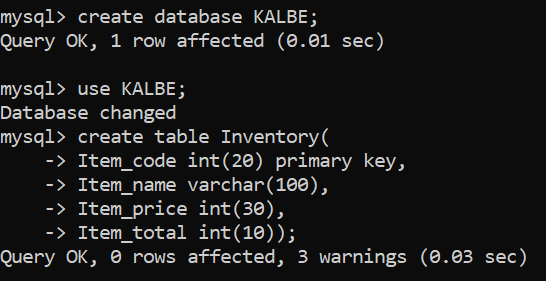 mysql> create database KALBE;
Query OK, 1 row affected (0.01 sec)
mysql> use KALBE;
Database changed
mysql> create table Inventory(
    -> Item_code int(20) primary key,
    -> Item_name varchar(100),
    -> Item_price int(30),
    -> Item_total int(10));
Query OK, 0 rows affected, 3 warnings (0.03 sec)